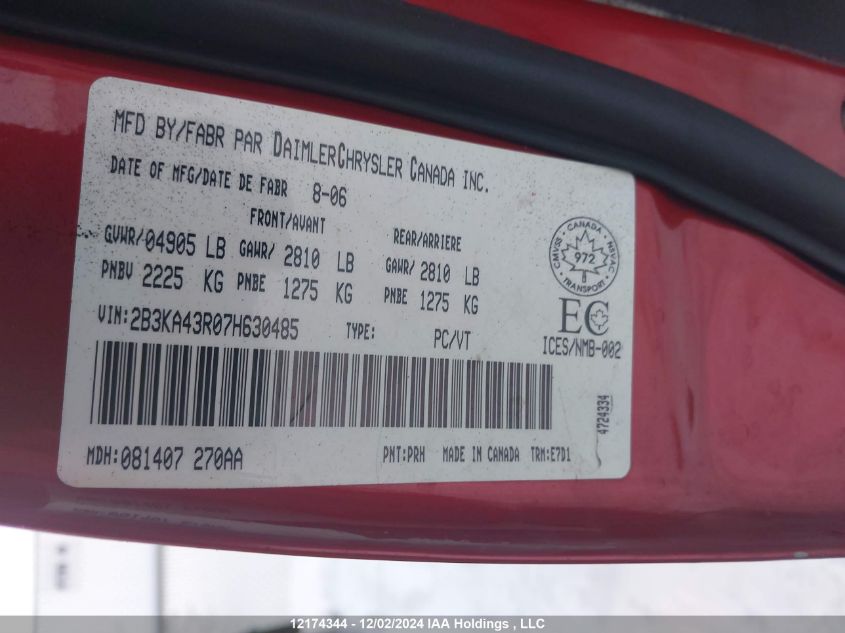 MFD BY/FABR PAR DAIMLERCHRYSLER CANADA INC.
DATE OF MFG/DATE DE FABR 8-06
FRONT/AVANT REAR/ARRIERE
GVWR/04905 LB GAWR/ 2810 LB GAWR/ 2810 LB
PNBV 2225 KG PNBE 1275 KG PNBE 1275 KG
VIN:2B3KA43R07H630485 TYPE: PC/VT
CMVSS · CANADA · NSVAC
972
TRANSPORT
EC
ICES/NMB-002
4724334
MDH:081407 270AA PNT:PRH MADE IN CANADA TRM:E7D1
12174344 - 12/02/2024 IAA Holdings , LLC